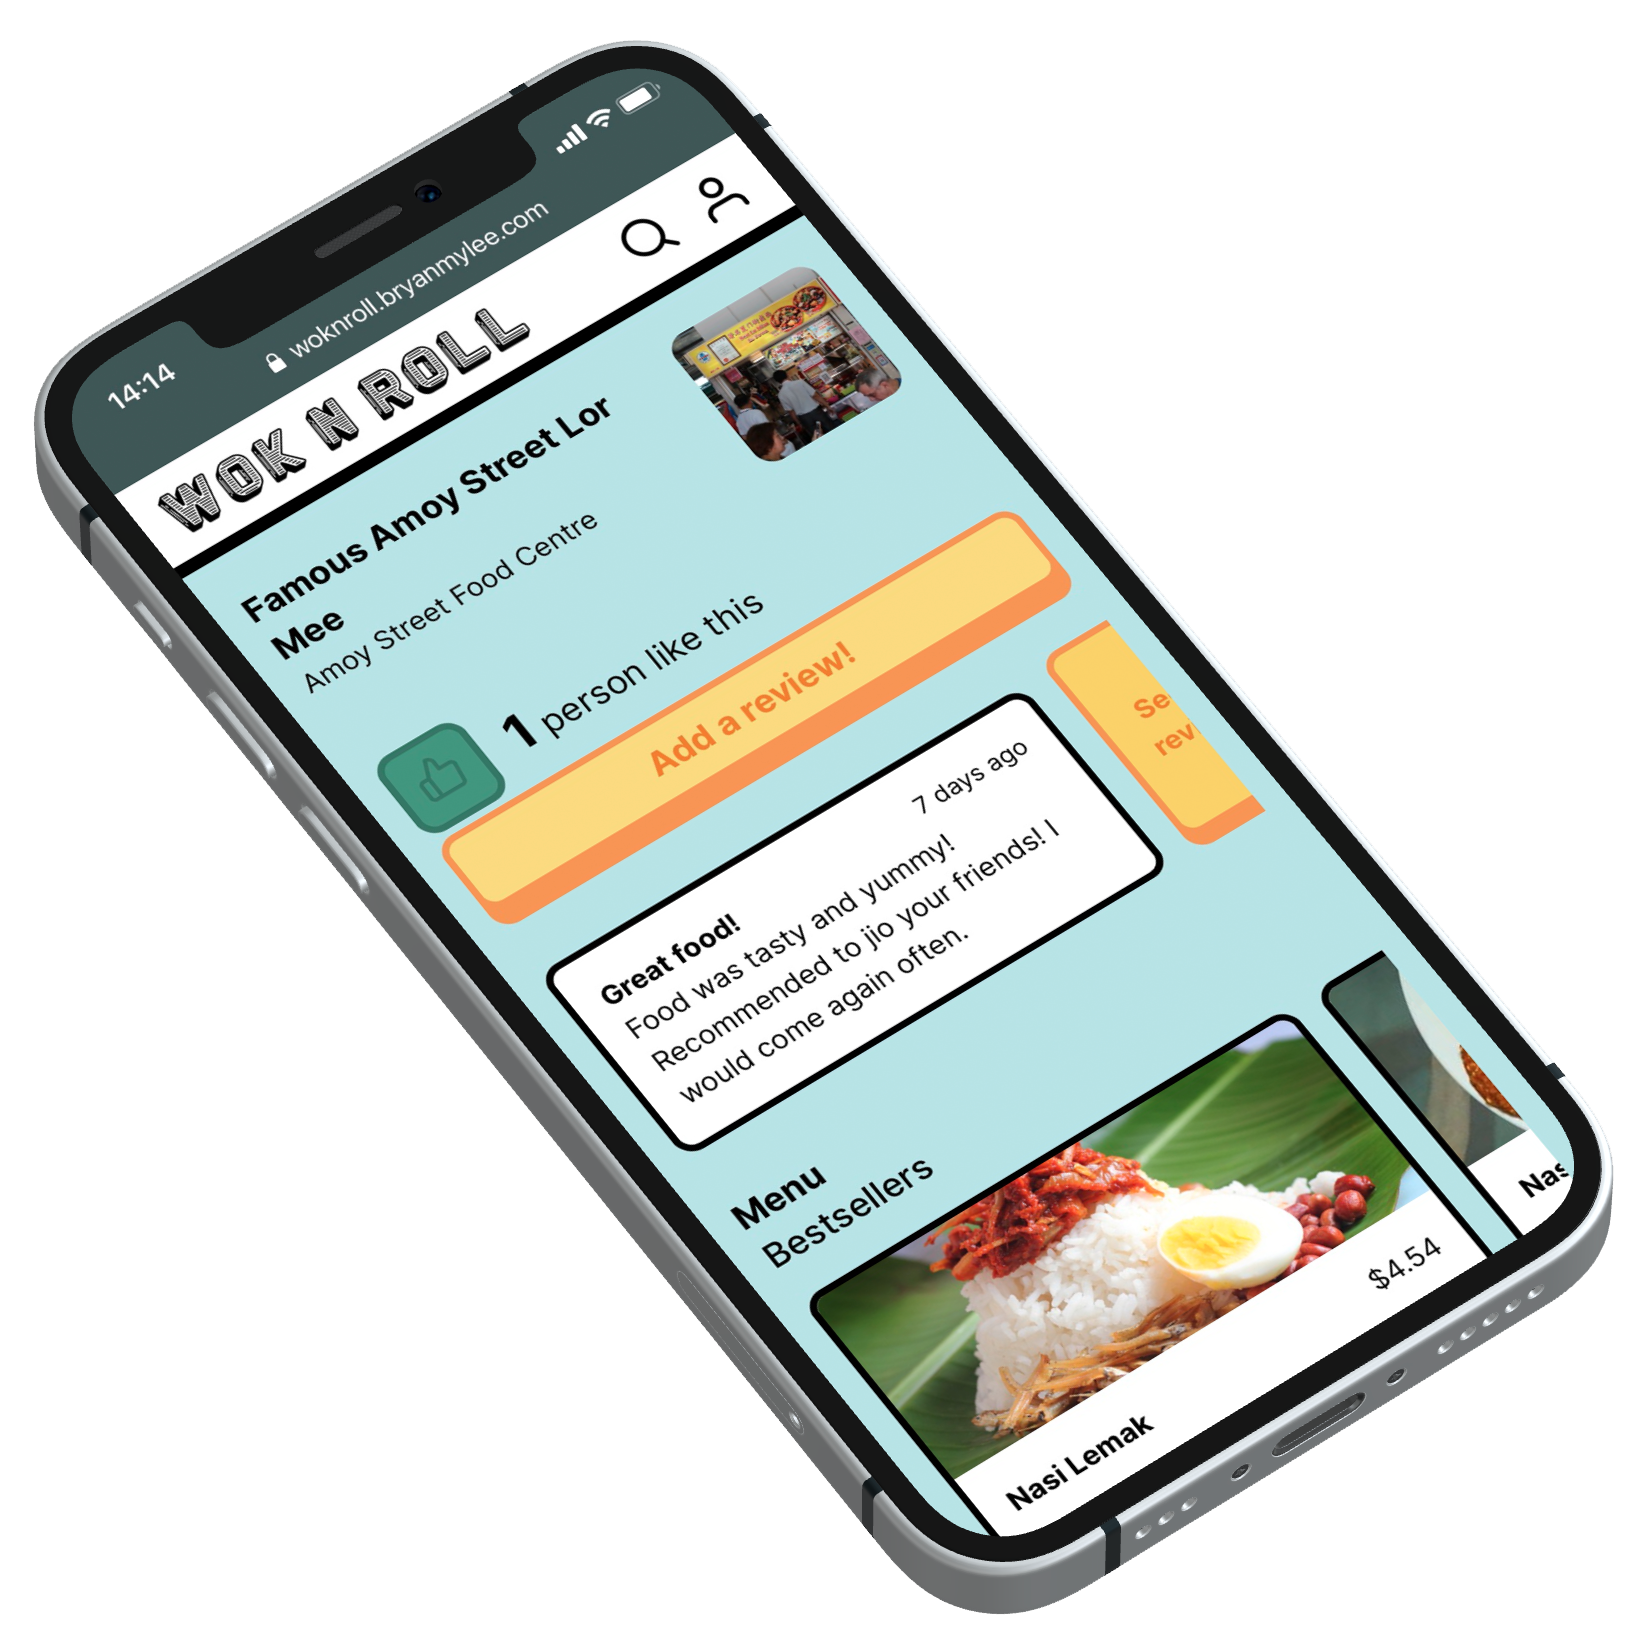 14:14
woknroll.bryanmylee.com
WOK N ROLL
Famous Amoy Street Lor
Mee
Amoy Street Food Centre
1 person like this
Add a review!
7 days ago
Great food!
Food was tasty and yummy!
Recommended to jio your friends! I
would come again often.
Se
rev
Menu
Bestsellers
Nasi Lemak
$4.54
Nas